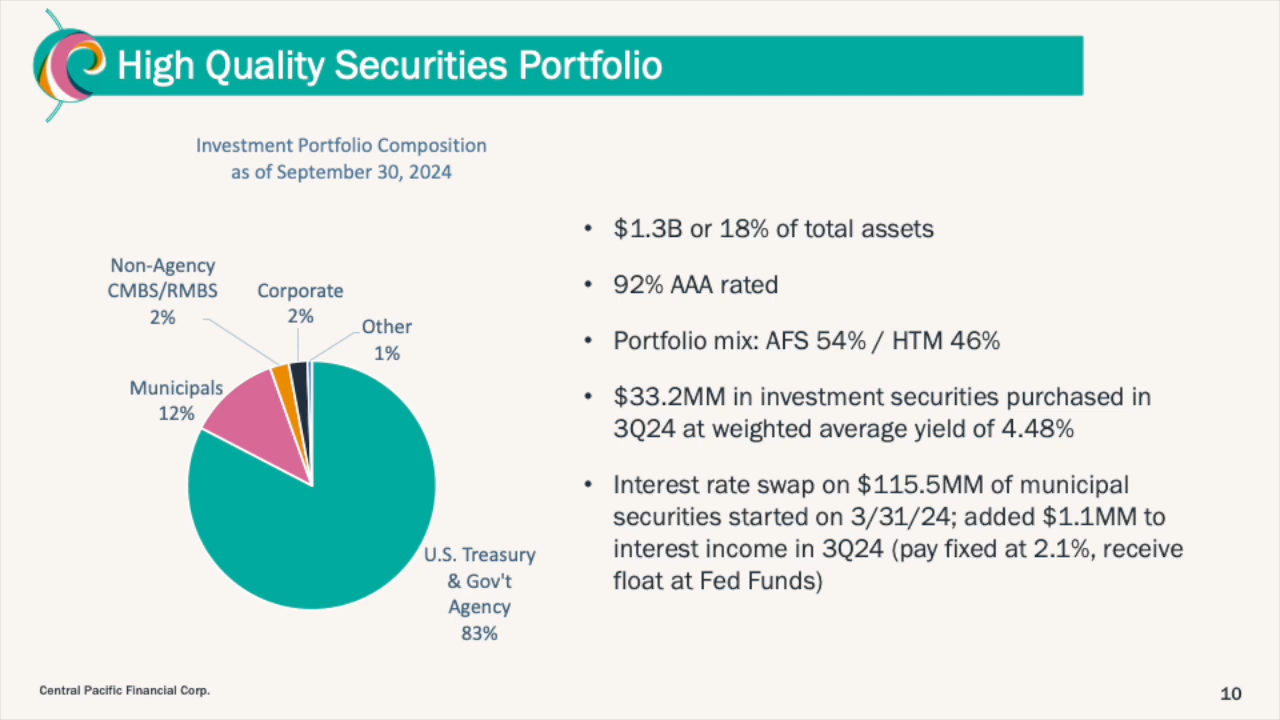 High Quality Securities Portfolio
Investment Portfolio Composition
as of September 30, 2024
Non-Agency
CMBS/RMBS
2%
Corporate
2%
Other
1%
Municipals
12%
U.S. Treasury
& Gov't
Agency
83%
• $1.3B or 18% of total assets
• 92% AAA rated
• Portfolio mix: AFS 54% / HTM 46%
• $33.2MM in investment securities purchased in
3Q24 at weighted average yield of 4.48%
• Interest rate swap on $115.5MM of municipal
securities started on 3/31/24; added $1.1MM to
interest income in 3Q24 (pay fixed at 2.1%, receive
float at Fed Funds)
Central Pacific Financial Corp.
10